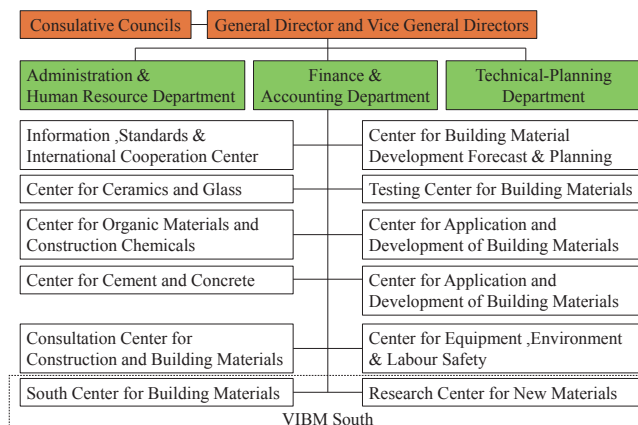 Consulative Councils
General Director and Vice General Directors
Administration &
Human Resource Department
Finance &
Accounting Department
Technical-Planning
Department
Information ,Standards &
International Cooperation Center
Center for Building Material
Development Forecast & Planning
Center for Ceramics and Glass
Testing Center for Building Materials
Center for Organic Materials and
Construction Chemicals
Center for Application and
Development of Building Materials
Center for Cement and Concrete
Center for Application and
Development of Building Materials
Consultation Center for
Construction and Building Materials
Center for Equipment ,Environment
& Labour Safety
South Center for Building Materials
Research Center for New Materials
VIBM South